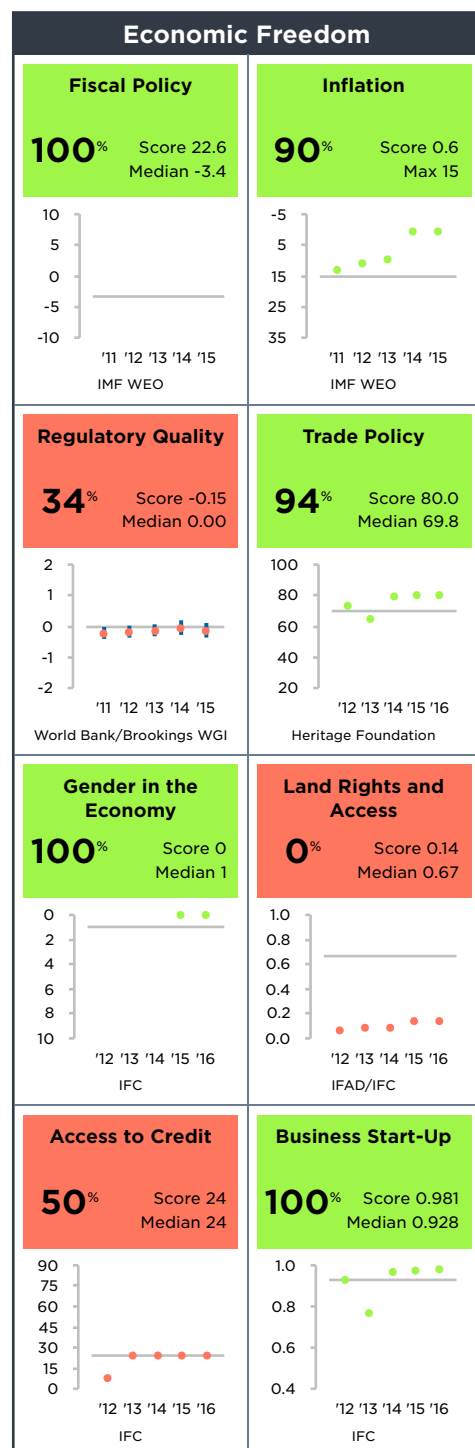 Economic Freedom
Fiscal Policy
100%
Score 22.6
Median -3.4
10
5
0
-5
-10
'11 '12 '13 '14 '15
IMF WEO
Inflation
90%
Score 0.6
Max 15
-5
5
15
25
35
'11 '12 '13 '14 '15
IMF WEO
Regulatory Quality
34%
Score -0.15
Median 0.00
2
1
0
-1
-2
'11 '12 '13 '14 '15
World Bank/Brookings WGI
Trade Policy
94%
Score 80.0
Median 69.8
100
80
60
40
20
'12 '13 '14 '15 '16
Heritage Foundation
Gender in the
Economy
100%
Score 0
Median 1
0
2
4
6
8
10
'12 '13 '14 '15 '16
IFC
Land Rights and
Access
0%
Score 0.14
Median 0.67
1.0
0.8
0.6
0.4
0.2
0.0
'12 '13 '14 '15 '16
IFAD/IFC
Access to Credit
50%
Score 24
Median 24
90
75
60
45
30
15
0
'12 '13 '14 '15 '16
IFC
Business Start-Up
100%
Score 0.981
Median 0.928
1.0
0.8
0.6
0.4
'12 '13 '14 '15 '16
IFC